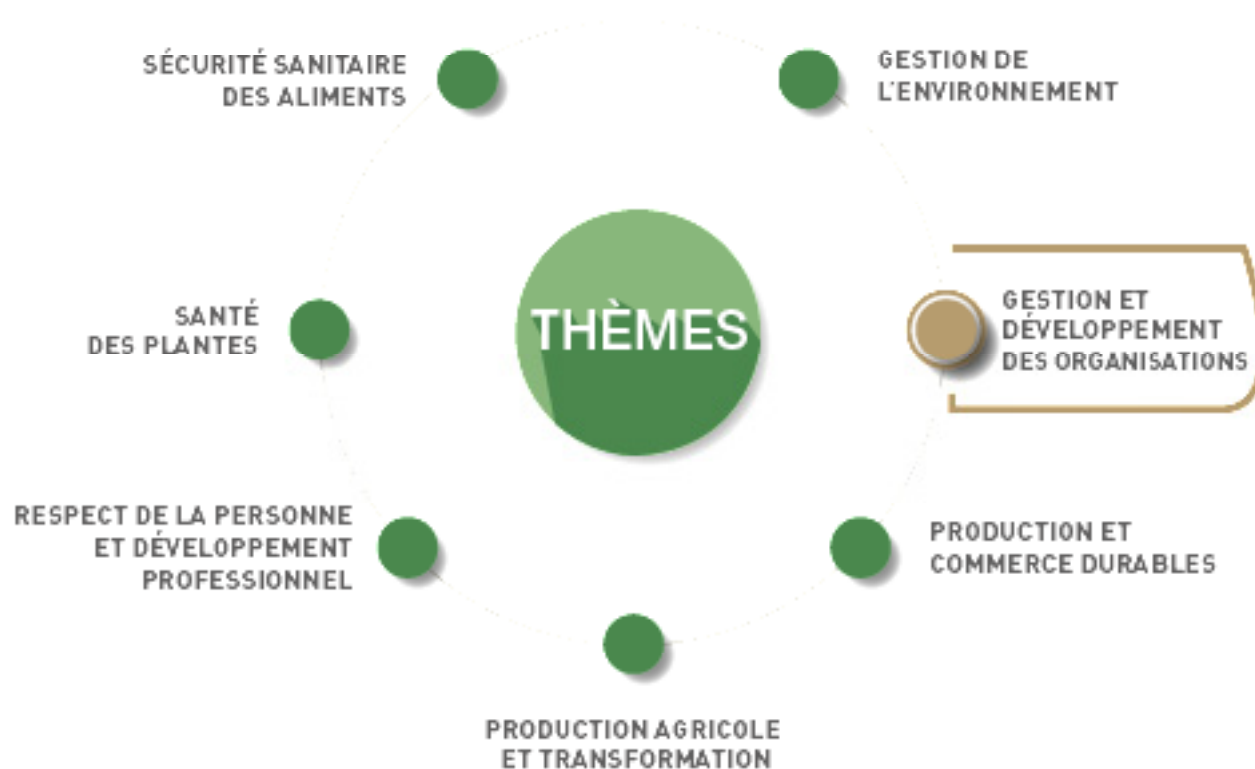 SÉCURITÉ SANITAIRE
DES ALIMENTS
GESTION DE
L'ENVIRONNEMENT
THÈMES
SANTÉ
DES PLANTES
GESTION ET
DÉVELOPPEMENT
DES ORGANISATIONS
RESPECT DE LA PERSONNE
ET DÉVELOPPEMENT
PROFESSIONNEL
PRODUCTION ET
COMMERCE DURABLES
PRODUCTION AGRICOLE
ET TRANSFORMATION